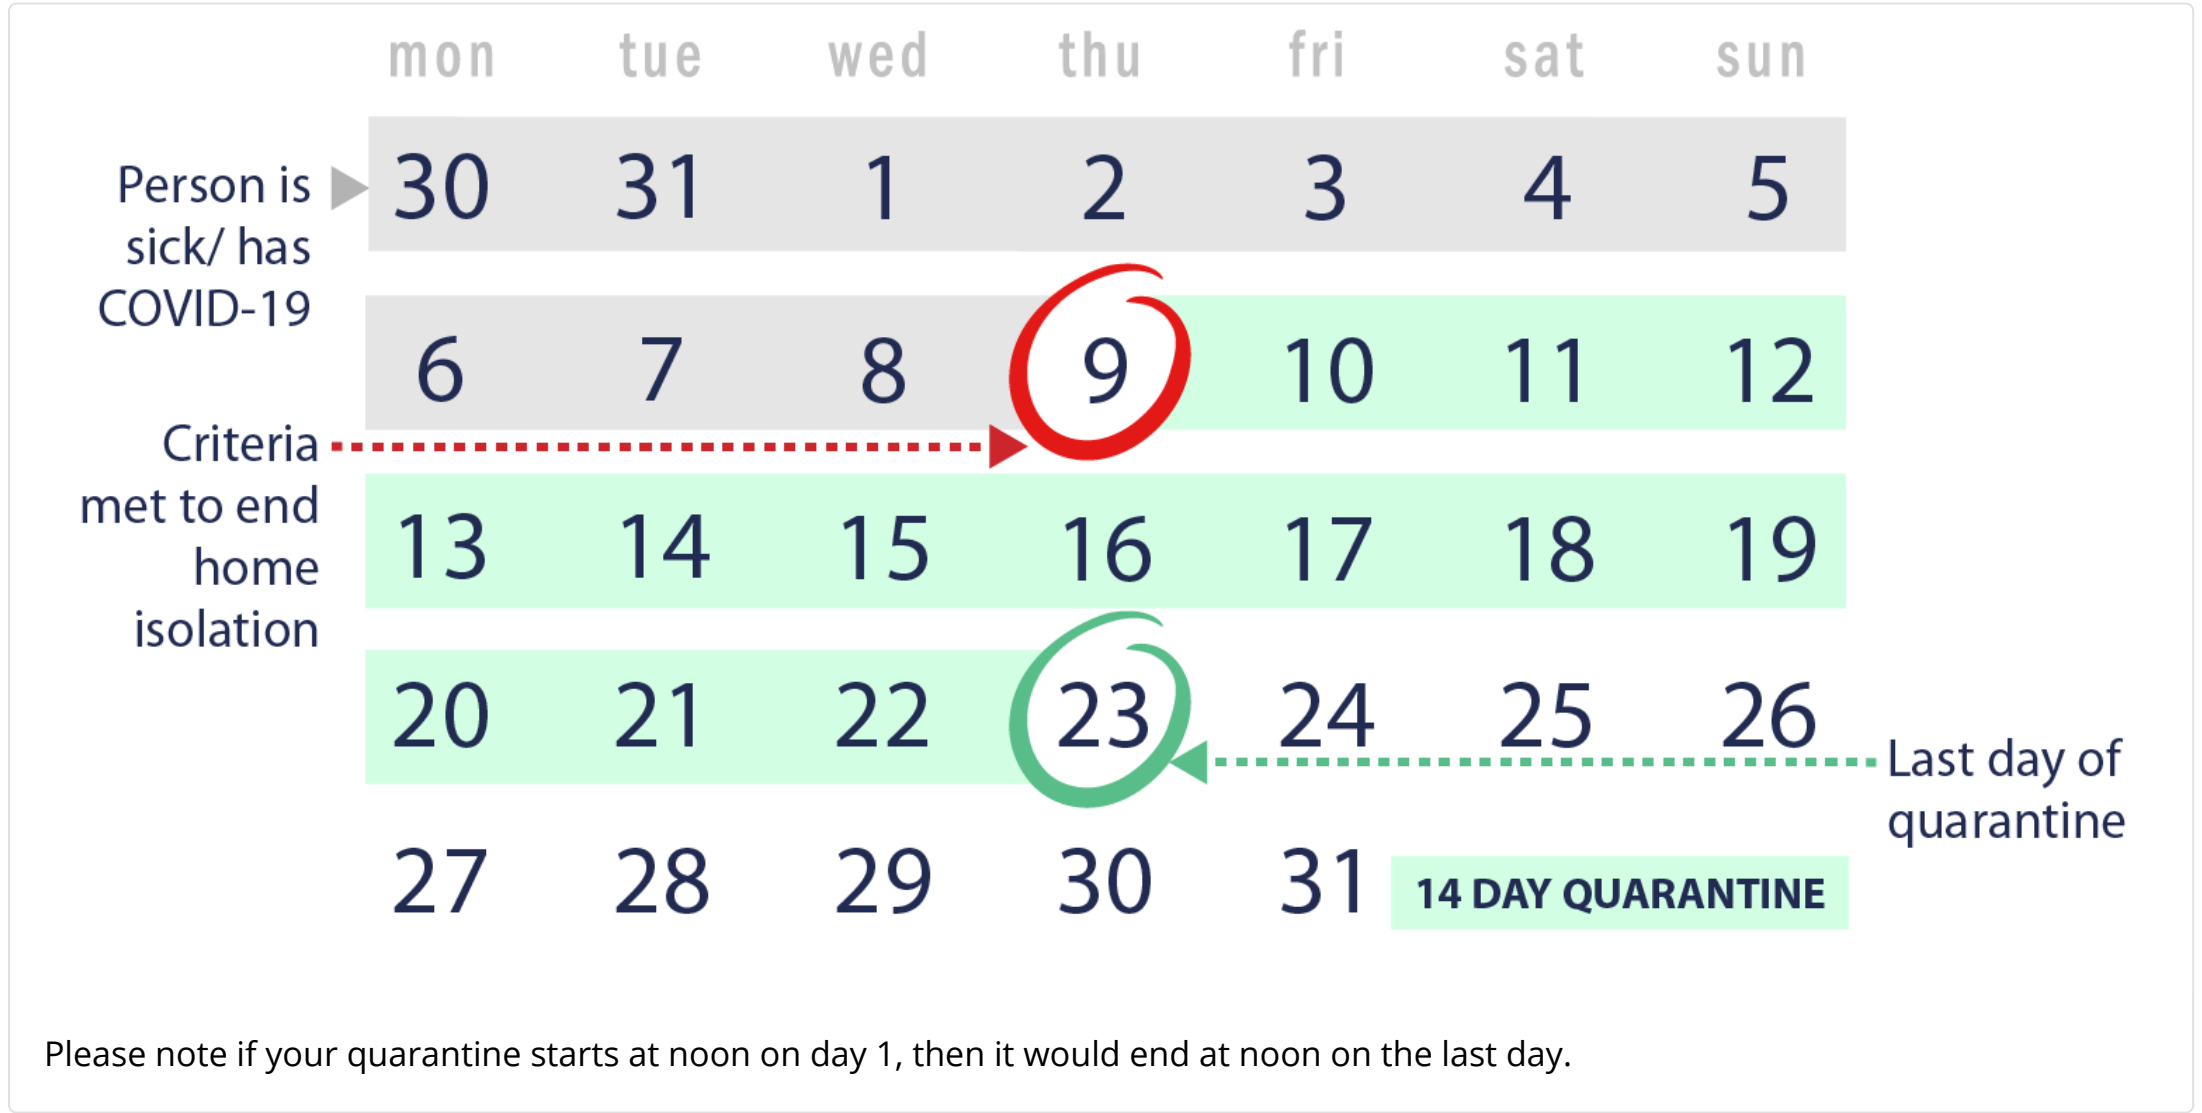 mon tue wed thu fri sat sun
Person is
sick/ has
COVID-19
30 31 1 2 3 4 5
6 7 8 9 10 11 12
Criteria
met to end
home
isolation
13 14 15 16 17 18 19
20 21 22 23 24 25 26
Last day of
quarantine
27 28 29 30 31
14 DAY QUARANTINE
Please note if your quarantine starts at noon on day 1, then it would end at noon on the last day.